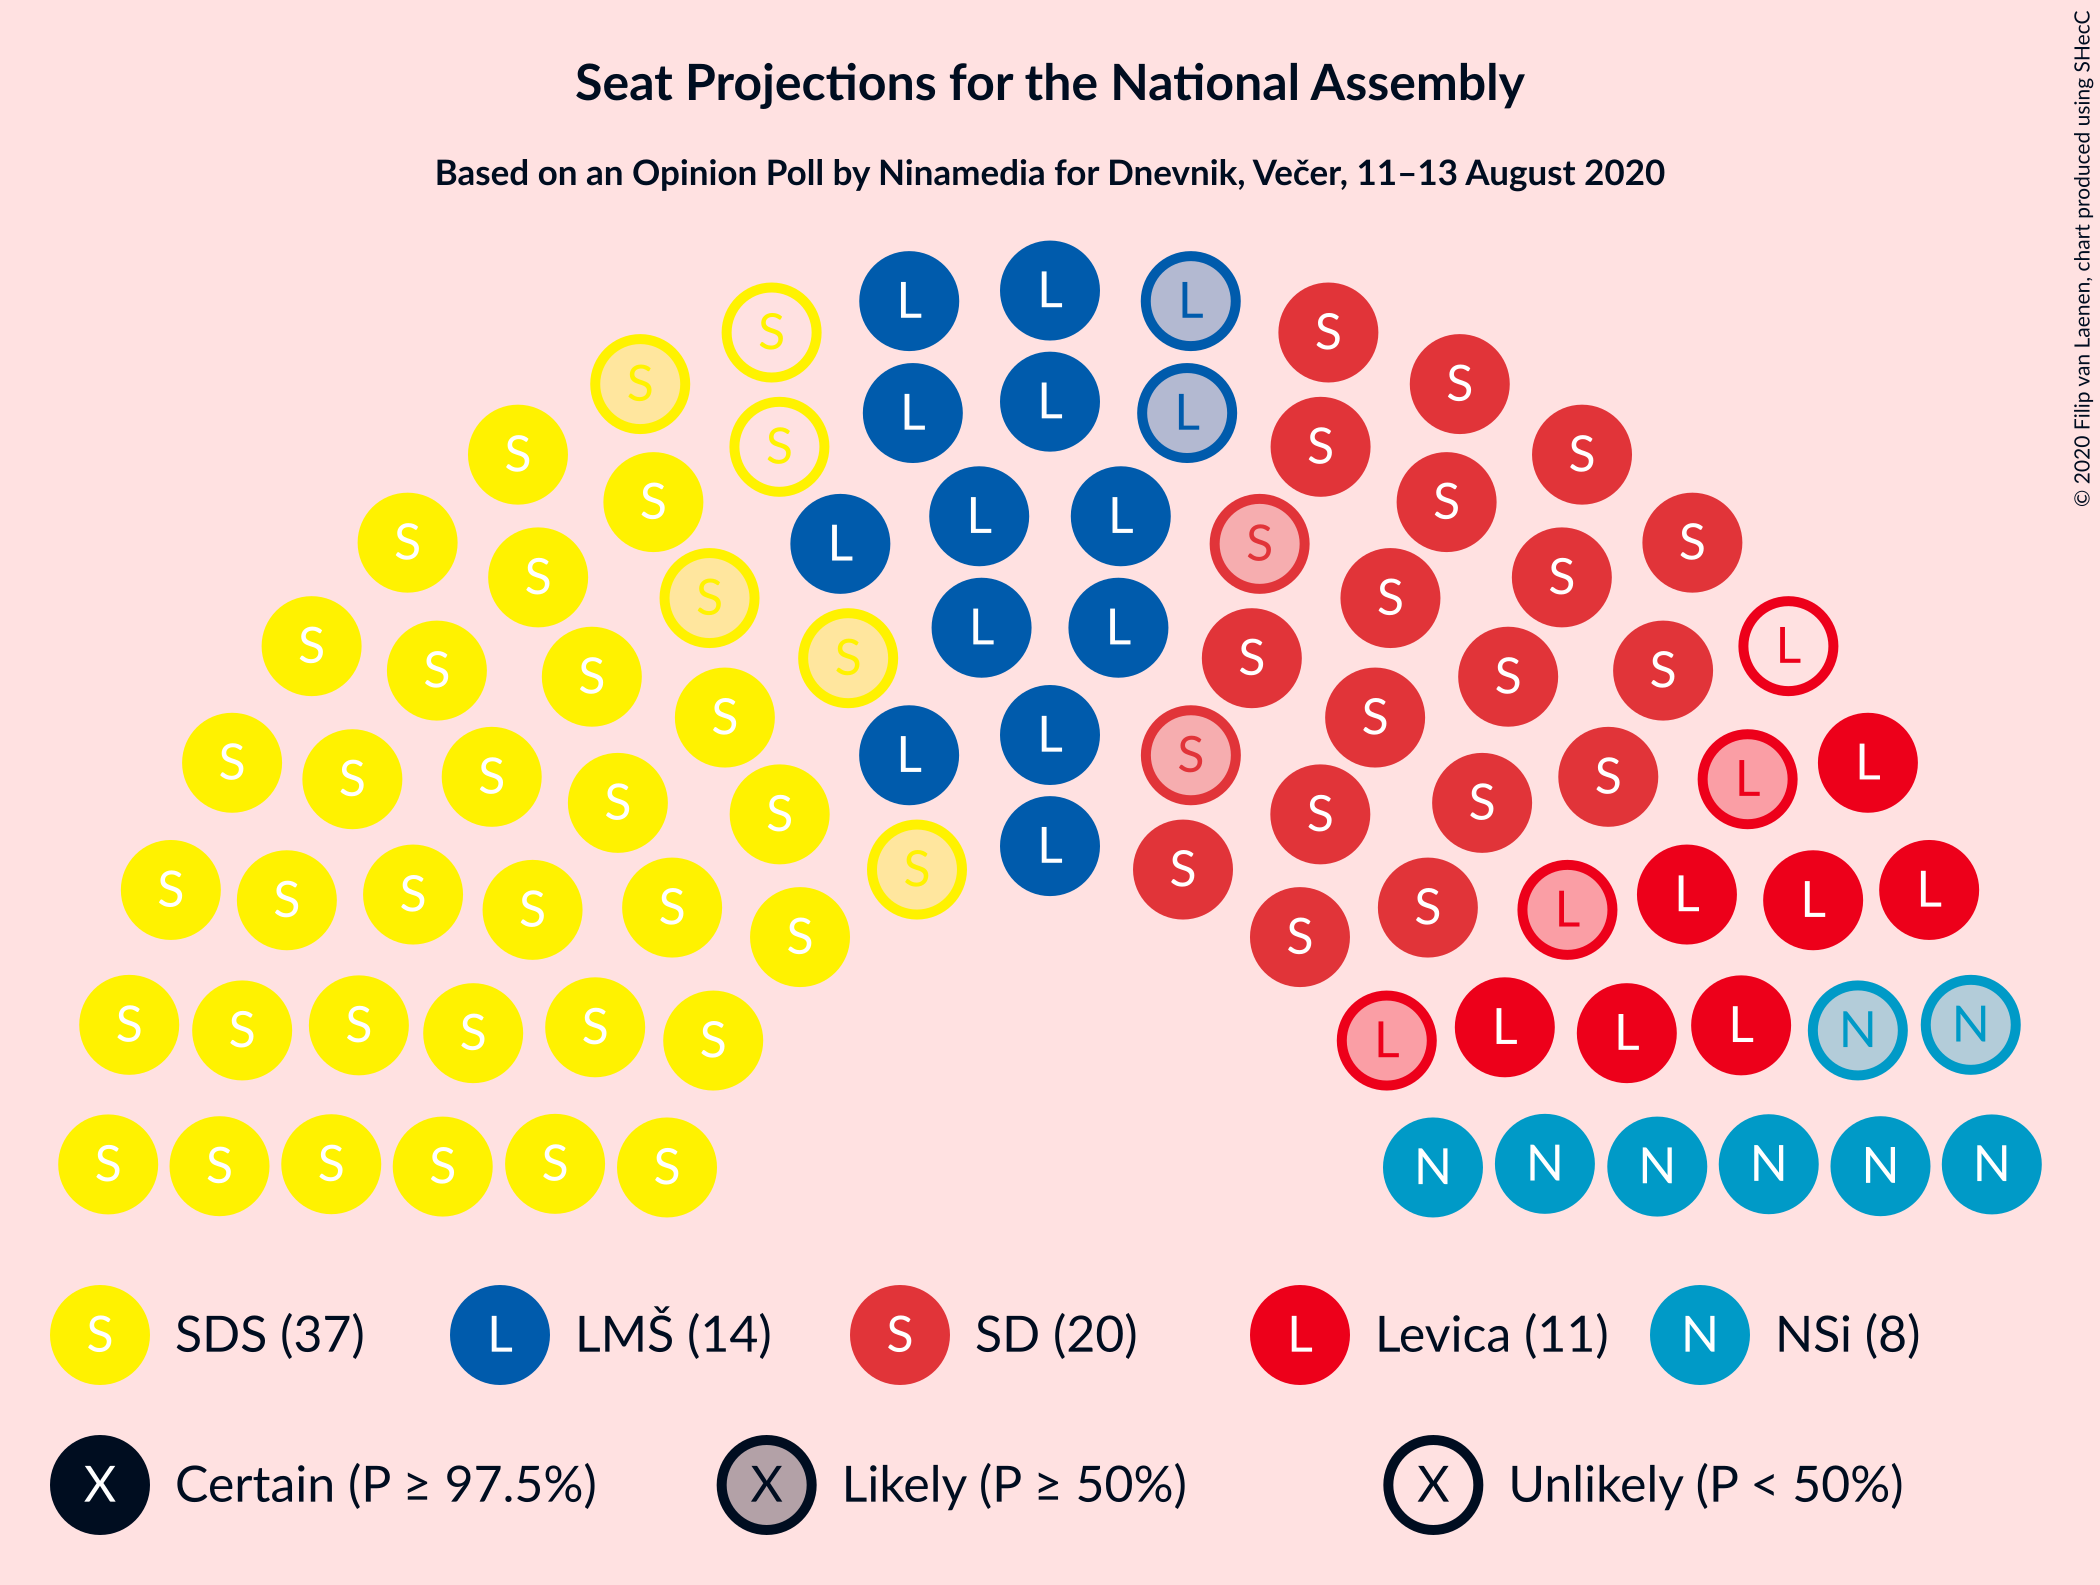 Seat Projections for the National Assembly
Based on an Opinion Poll by Ninamedia for Dnevnik, Večer, 11–13 August 2020
© 2020 Filip van Laenen, chart produced using SHecC
L
L L
S S
S L L L S
S S
S L L S
S S S S
S L L L S
S S S S
S S S S
S L L S
S S S S L
S S S S
S S S S
S L L L S
S S S S L L
S S S S
S L S
S S S S L L L L
S S S S
S S S S S S L L L L N N
S S S S S S N N N N N N
S SDS (37) L LMŠ (14) S SD (20) L Levica (11) N NSi (8)
X Certain (P ≥ 97.5%) X Likely (P ≥ 50%) X Unlikely (P < 50%)